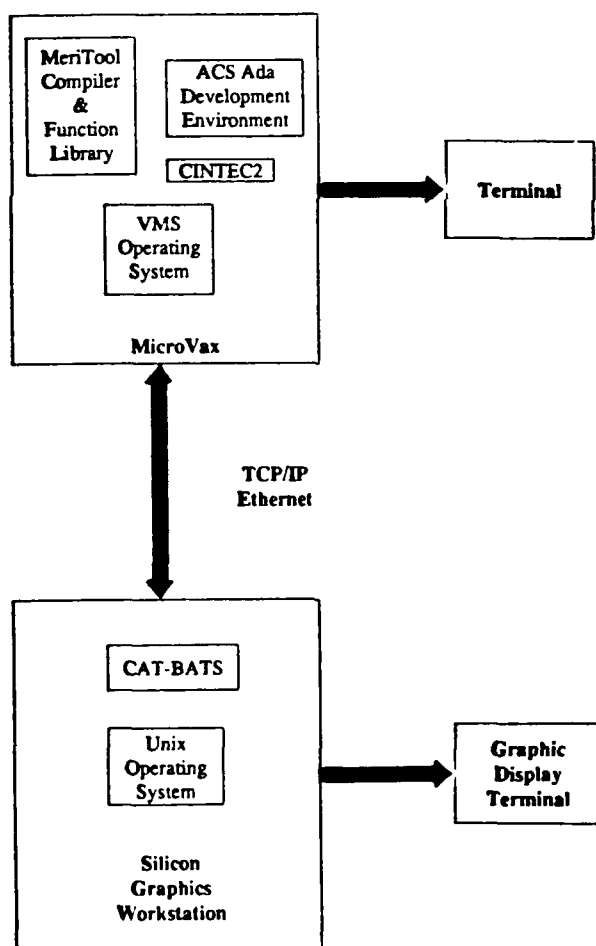 MeriTool
Compiler
&
Function
Library
ACS Ada
Development
Environment
CINTEC2
VMS
Operating
System
MicroVax
Terminal
TCP/IP
Ethernet
CAT-BATS
Unix
Operating
System
Silicon
Graphics
Workstation
Graphic
Display
Terminal